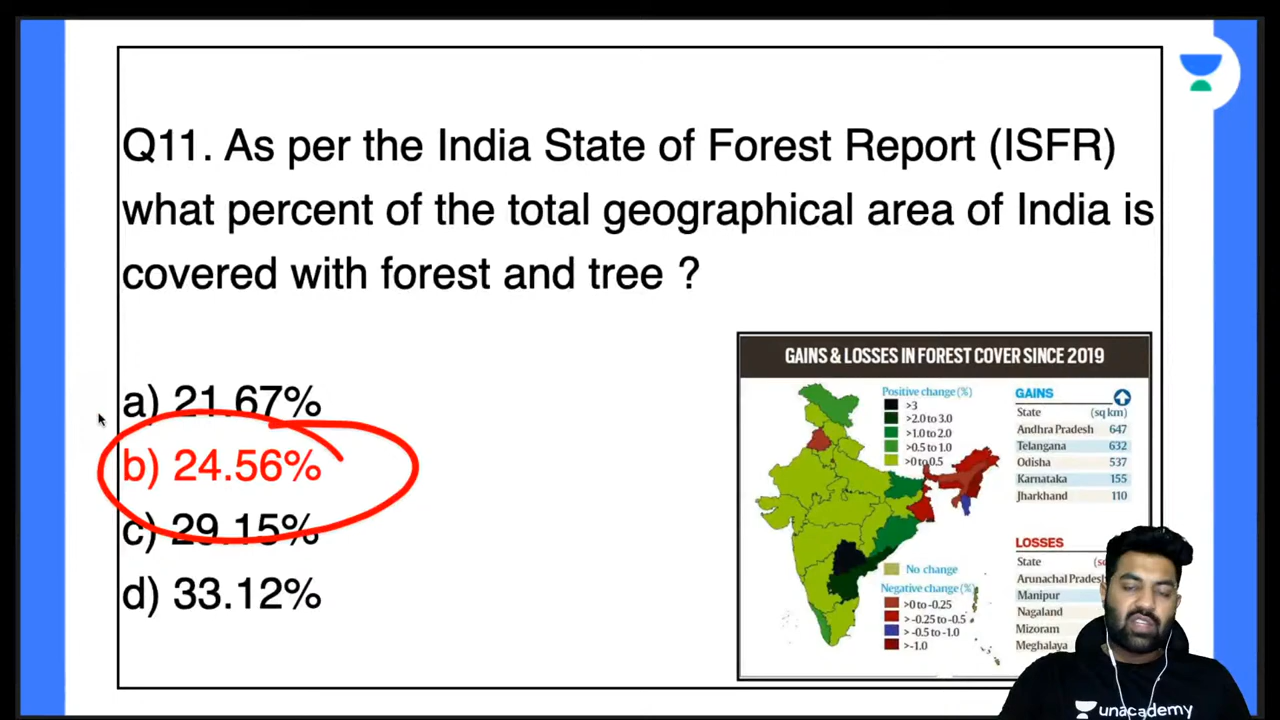 Q11. As per the India State of Forest Report (ISFR)
what percent of the total geographical area of India is
covered with forest and tree ?
a) 21.67%
b) 24.56%
c) 29.15%
d) 33.12%
GAINS & LOSSES IN FOREST COVER SINCE 2019
Positive change (%)
>3
>2.0 to 3.0
>1.0 to 2.0
>0.5 to 1.0
>0 to 0.5
No change
Negative change (%)
>0 to -0.25
> -0.25 to -0.5
> -0.5 to -1.0
>-1.0
GAINS
State (sq km)
Andhra Pradesh 647
Telangana 632
Odisha 537
Karnataka 155
Jharkhand 110
LOSSES
State
Arunachal Pradesh
Manipur
Nagaland
Mizoram
Meghalaya
unacademy